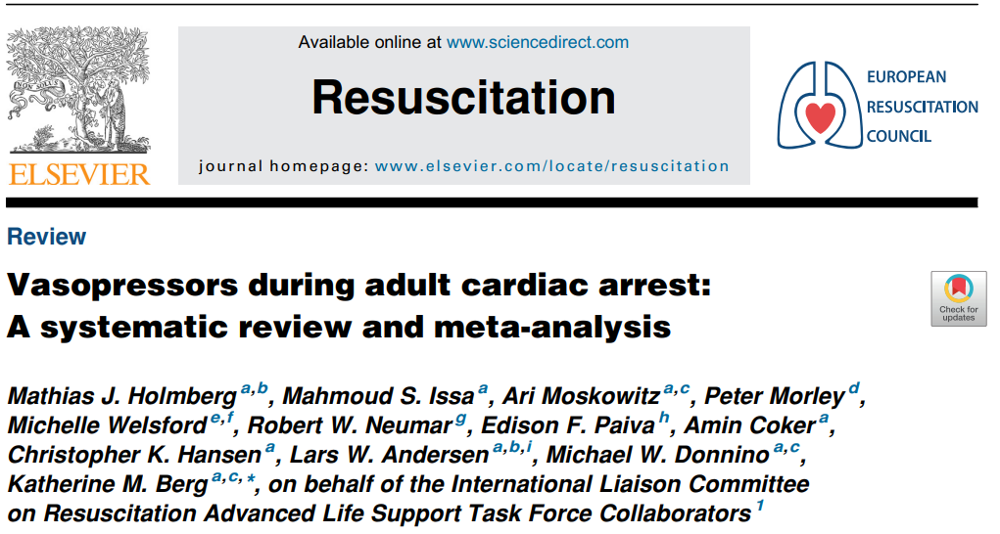 Available online at www.sciencedirect.com
Resuscitation
journal homepage: www.elsevier.com/locate/resuscitation
NON SOLUS
ELSEVIER
EUROPEAN
RESUSCITATION
COUNCIL
Review
Vasopressors during adult cardiac arrest:
A systematic review and meta-analysis
Check for
updates
Mathias J. Holmberg a,b, Mahmoud S. Issa a, Ari Moskowitz a,c, Peter Morley d,
Michelle Welsford e,f, Robert W. Neumar g, Edison F. Paiva h, Amin Coker a,
Christopher K. Hansen a, Lars W. Andersen a,b,i, Michael W. Donnino a,c,
Katherine M. Berg a,c,*, on behalf of the International Liaison Committee
on Resuscitation Advanced Life Support Task Force Collaborators 1